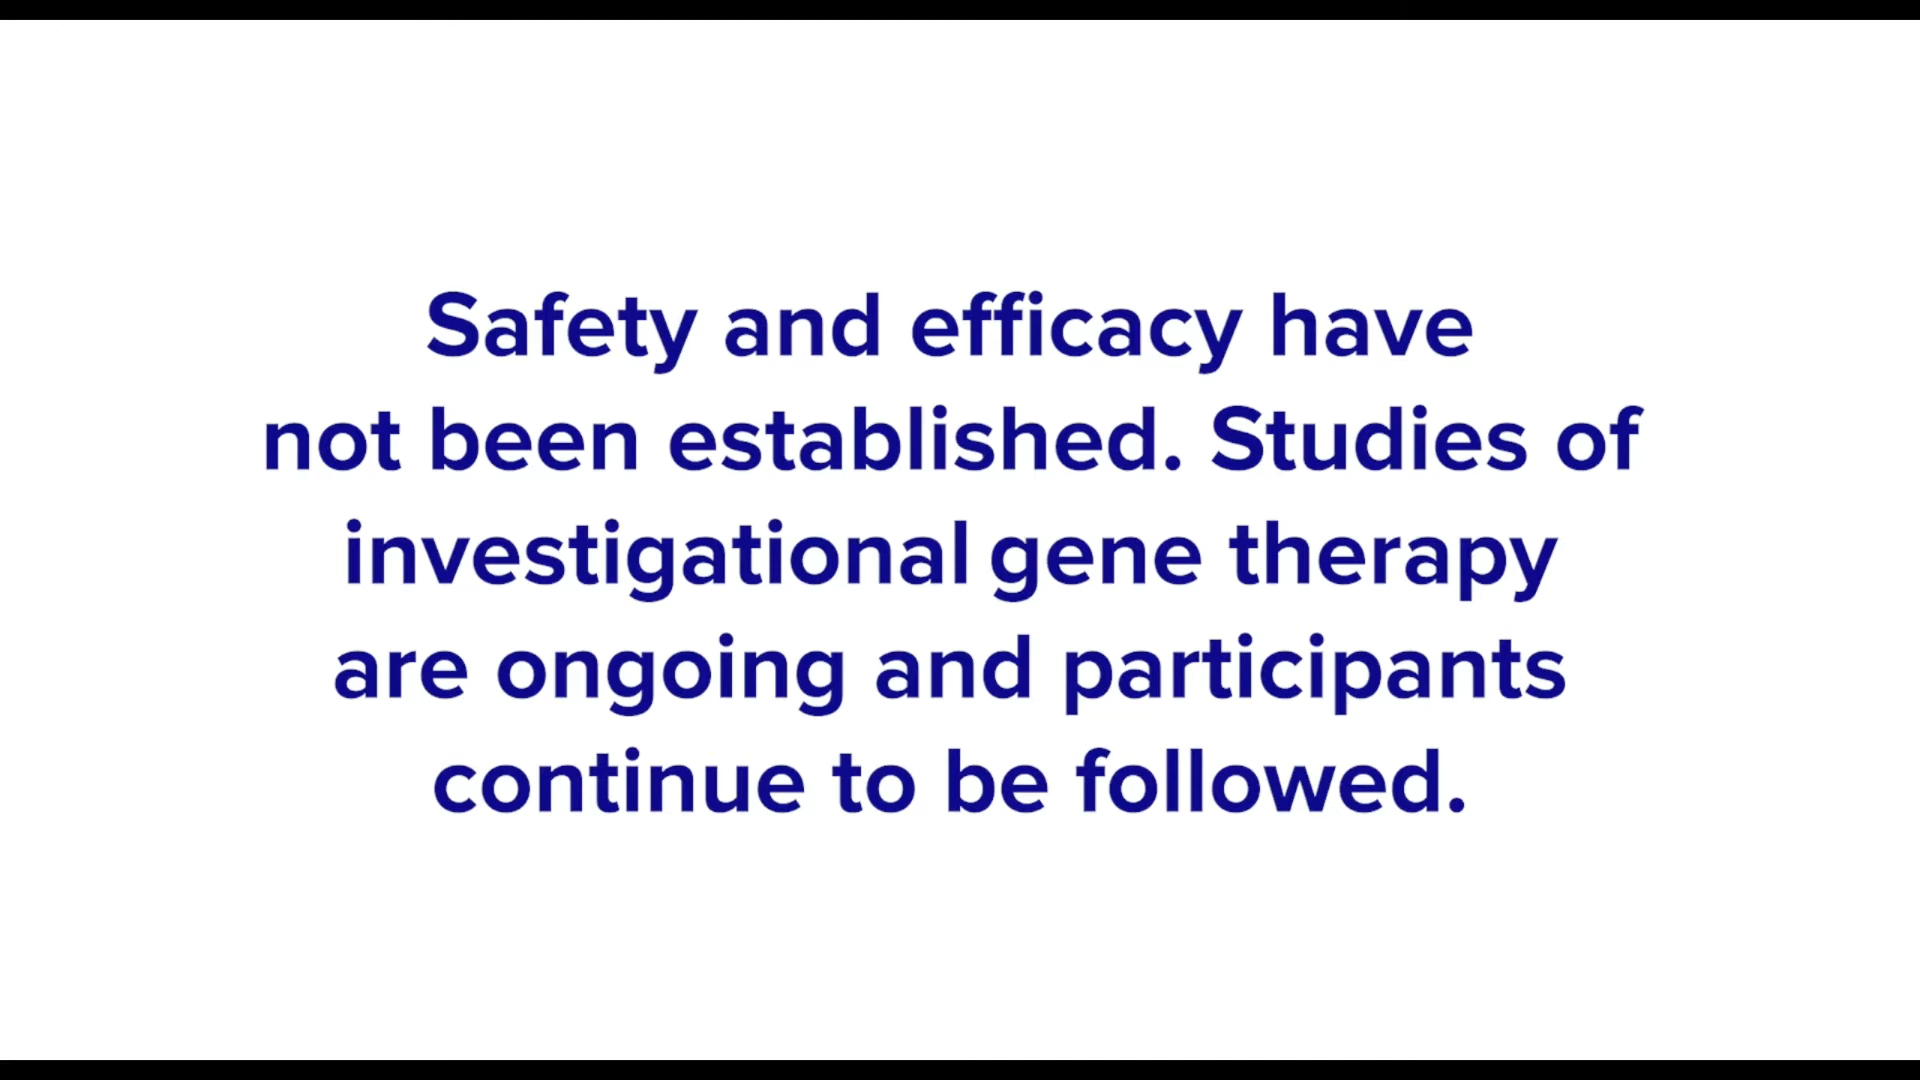 Safety and efficacy have
not been established. Studies of
investigational gene therapy
are ongoing and participants
continue to be followed.